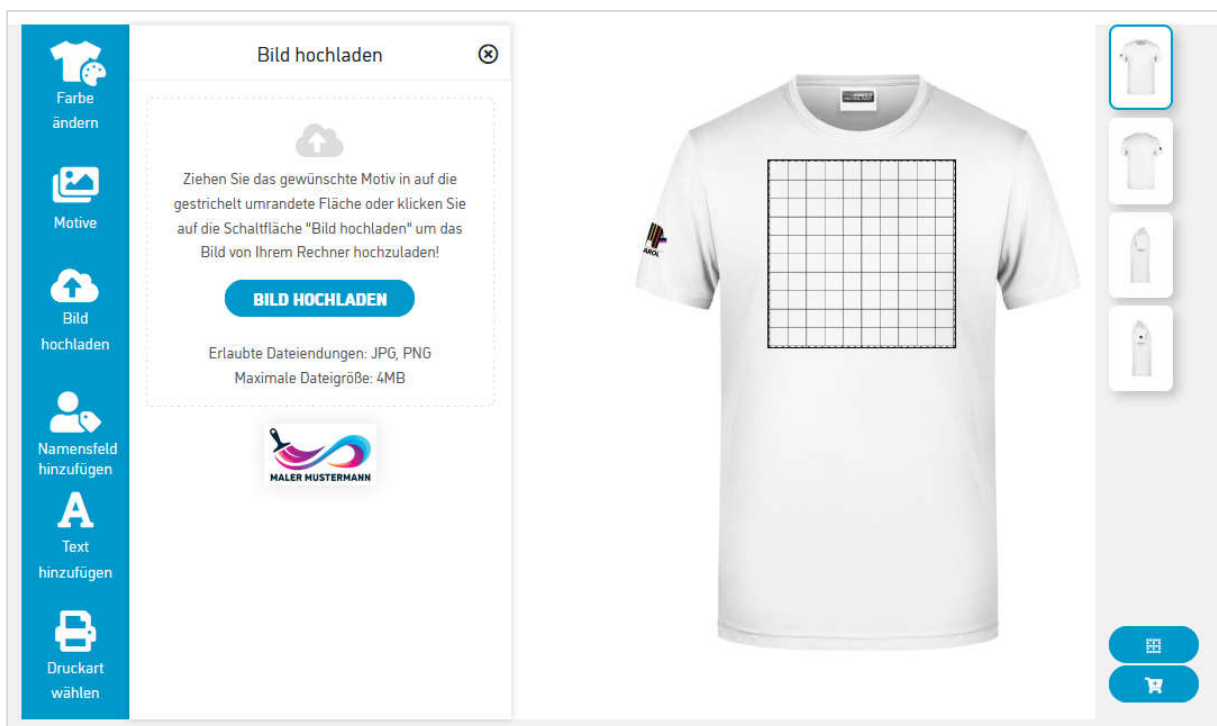 Farbe
ändern
Motive
Bild
hochladen
Namensfeld
hinzufügen
Text
hinzufügen
Druckart
wählen
Bild hochladen
Ziehen Sie das gewünschte Motiv in auf die
gestrichelt umrandete Fläche oder klicken Sie
auf die Schaltfläche "Bild hochladen" um das
Bild von Ihrem Rechner hochzuladen!
BILD HOCHLADEN
Erlaubte Dateiendungen: JPG, PNG
Maximale Dateigröße: 4MB
MALER MUSTERMANN
AROL